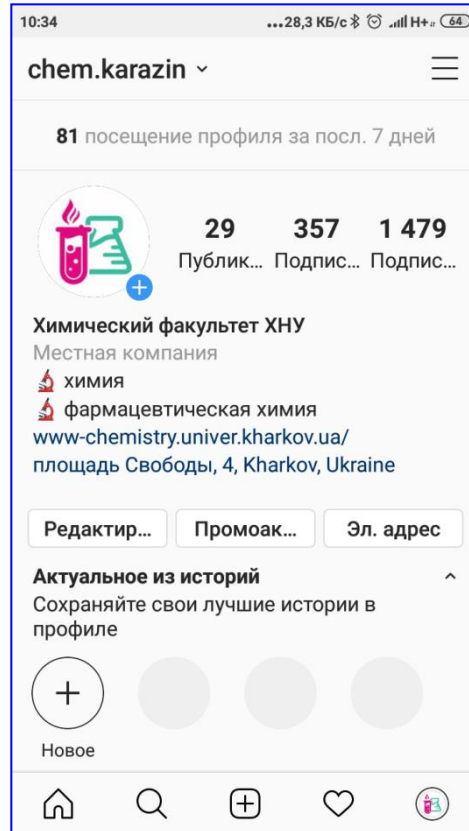 10:34 ...28,3 КБ/с H+ 64
chem.karazin
81 посещение профиля за посл. 7 дней
29 357 1 479
Публик... Подпис... Подпис...
Химический факультет ХНУ
Местная компания
химия
фармацевтическая химия
www-chemistry.univer.kharkov.ua/
площадь Свободы, 4, Kharkov, Ukraine
Редактир... Промоак... Эл. адрес
Актуальное из историй
Сохраняйте свои лучшие истории в
профиле
Новое